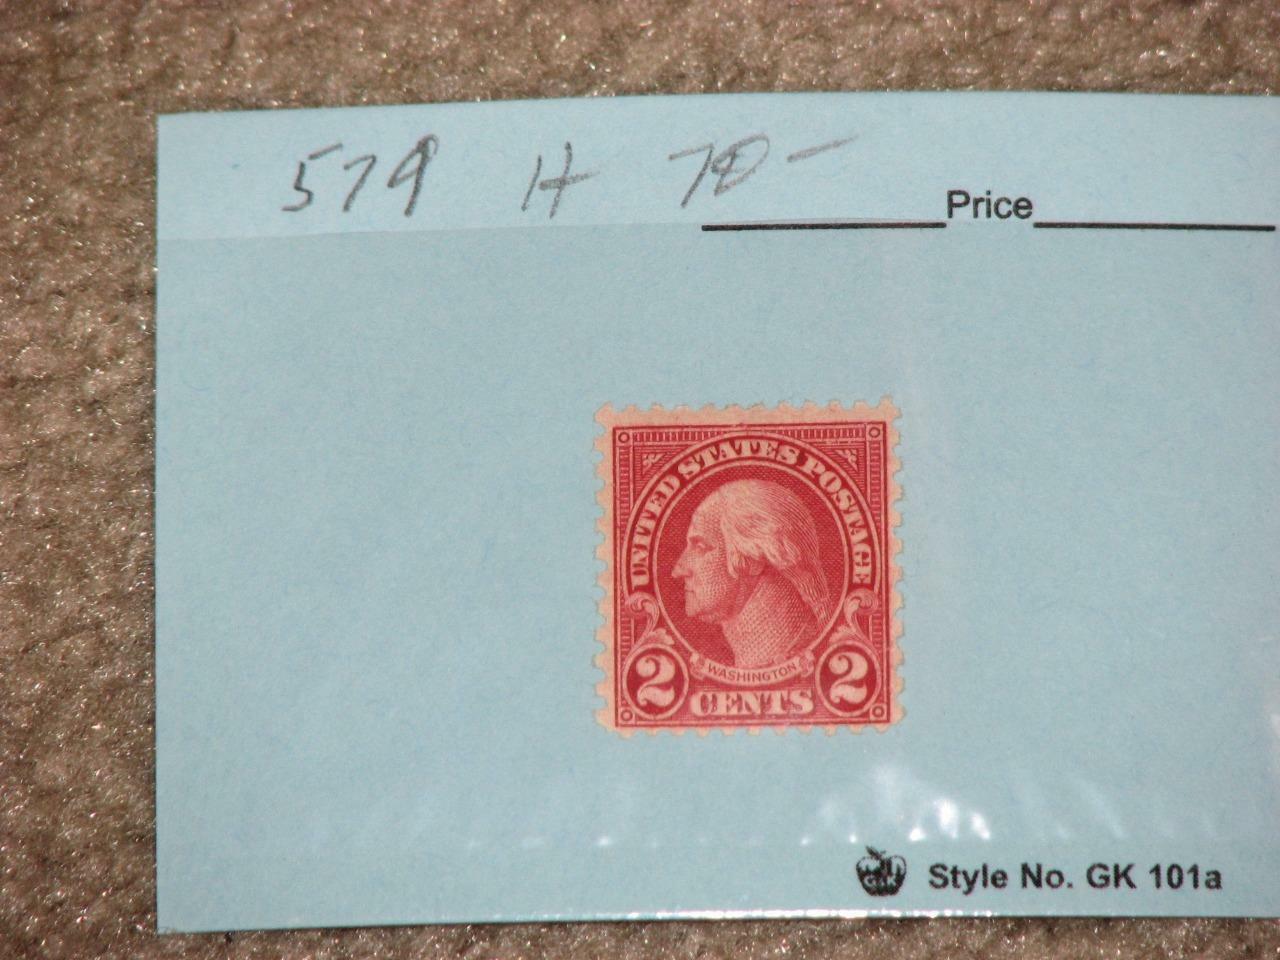 579 H 70-
Price
UNITED STATES POSTAGE
WASHINGTON
2 CENTS 2
Style No. GK 101a